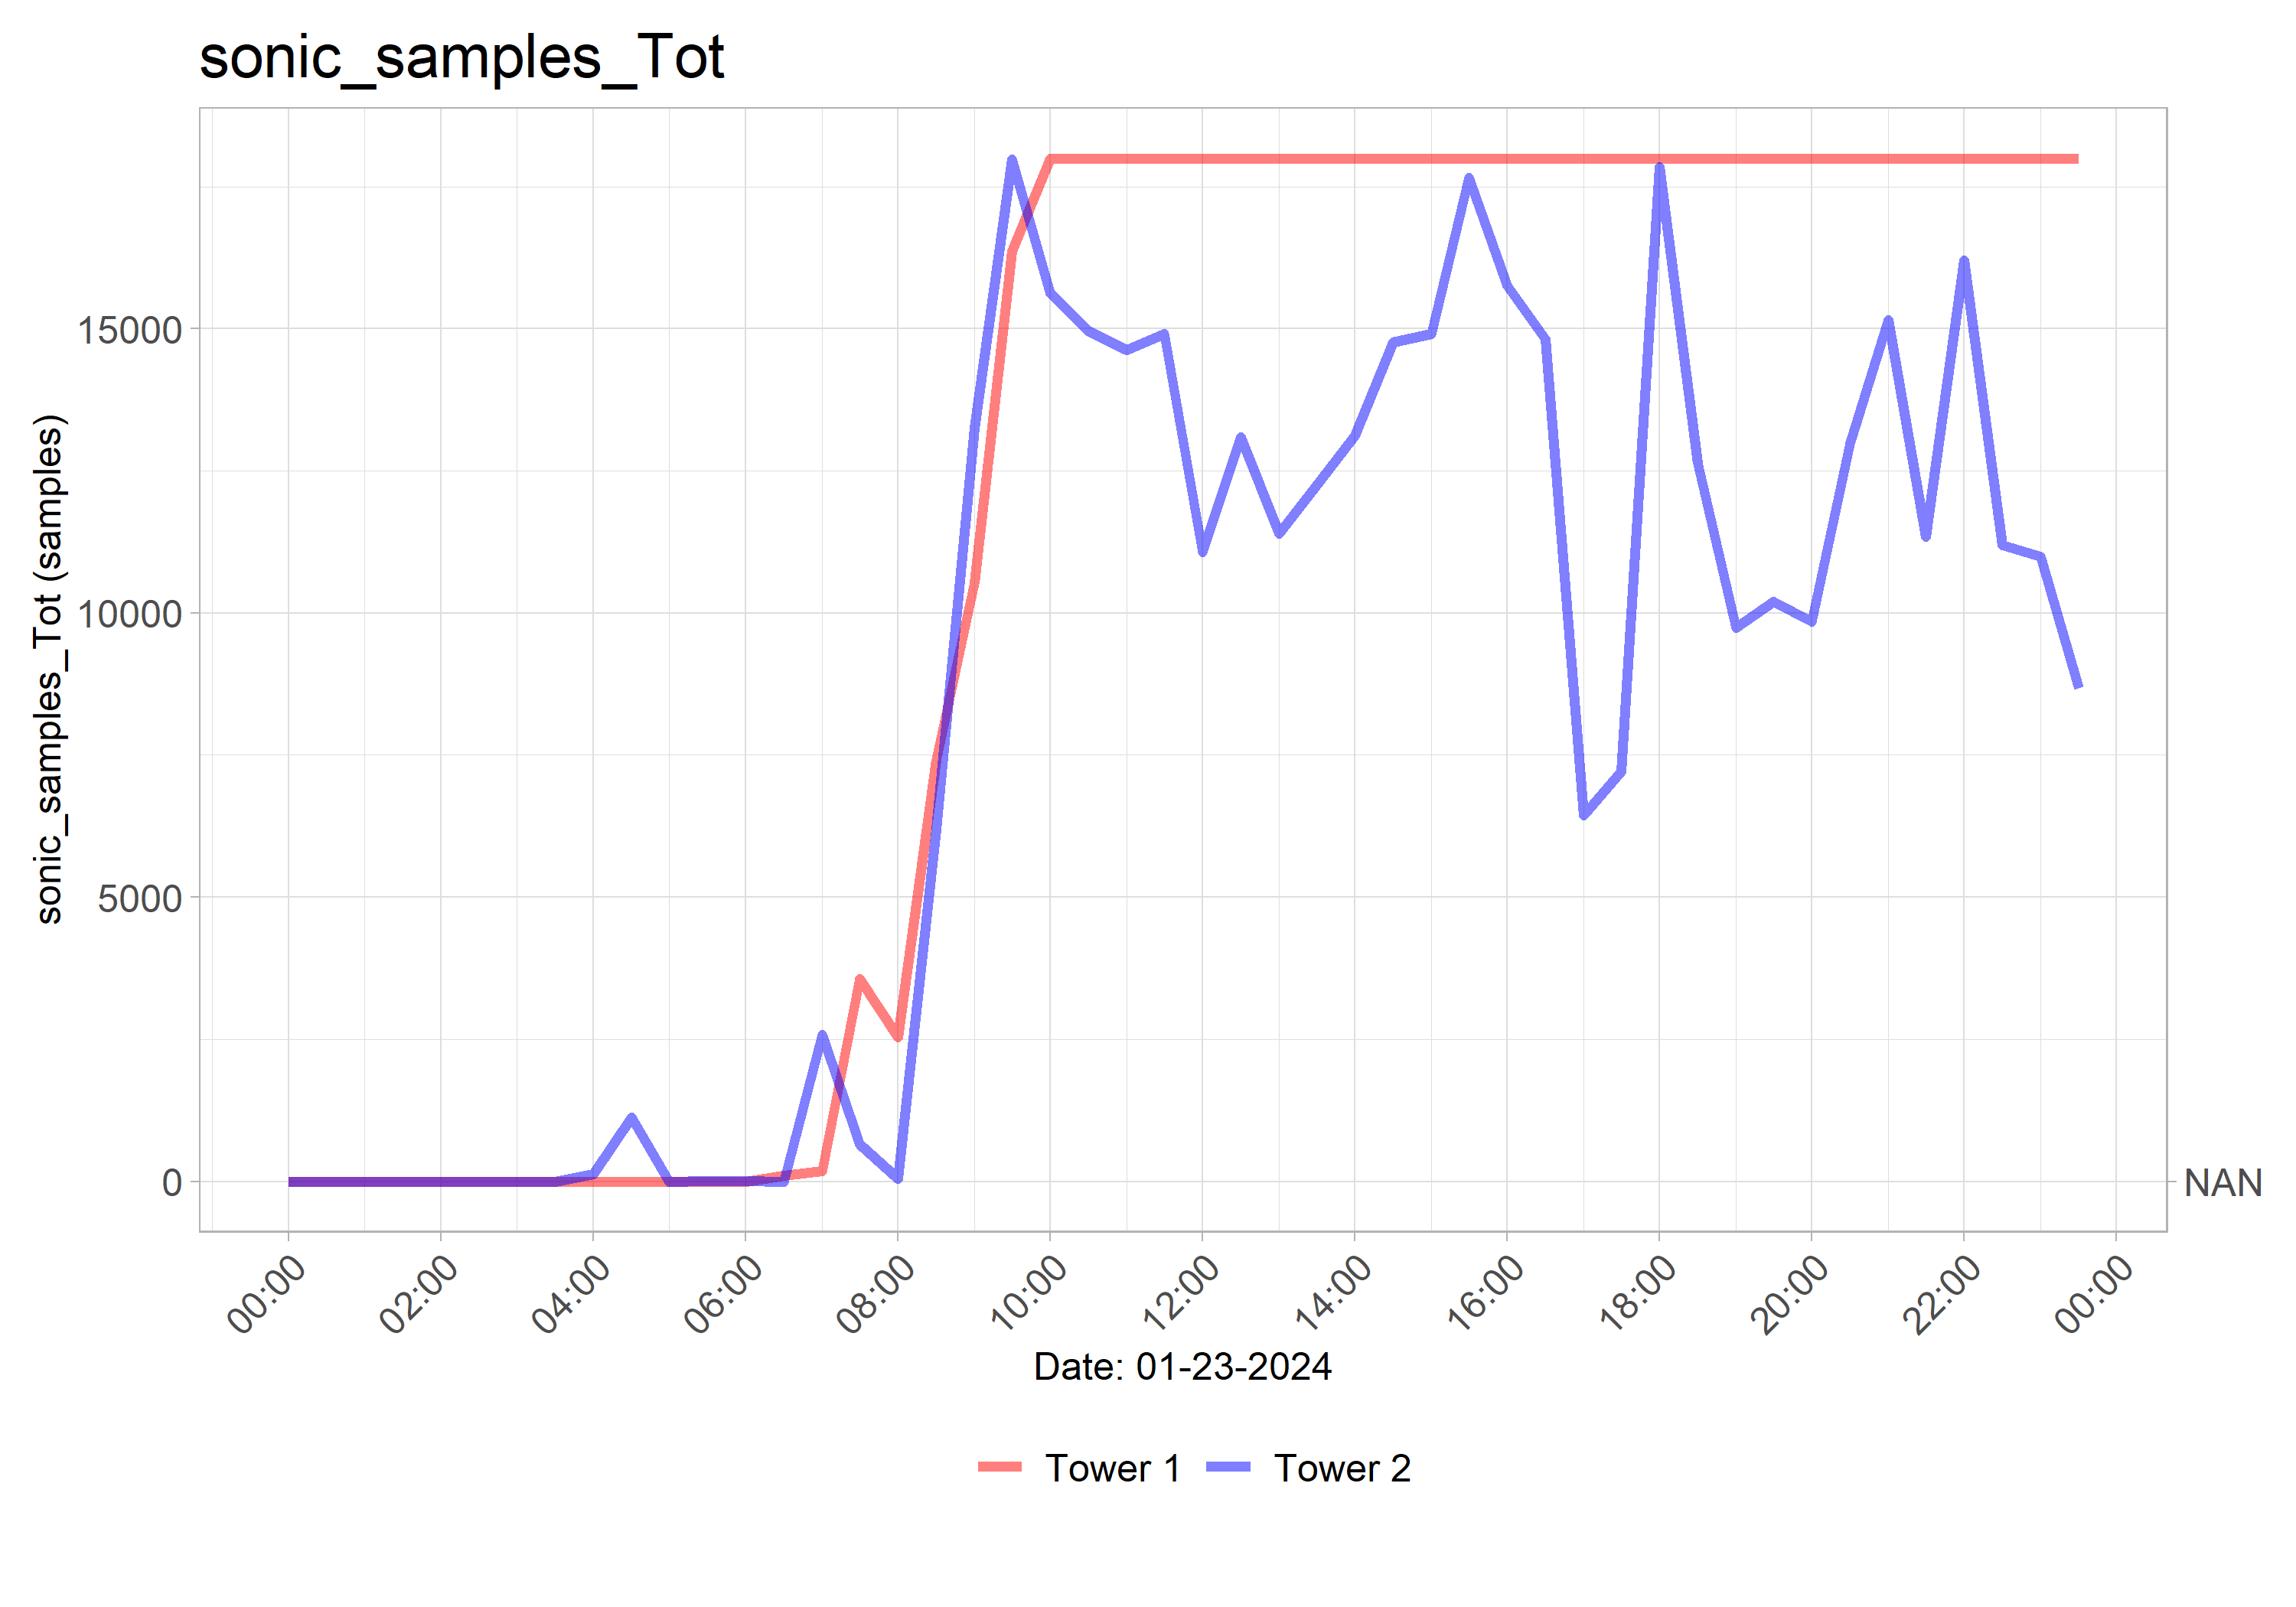 sonic_samples_Tot
sonic_samples_Tot (samples)
15000
10000
5000
0
NAN
00:00
02:00
04:00
06:00
08:00
10:00
12:00
14:00
16:00
18:00
20:00
22:00
00:00
Date: 01-23-2024
Tower 1
Tower 2